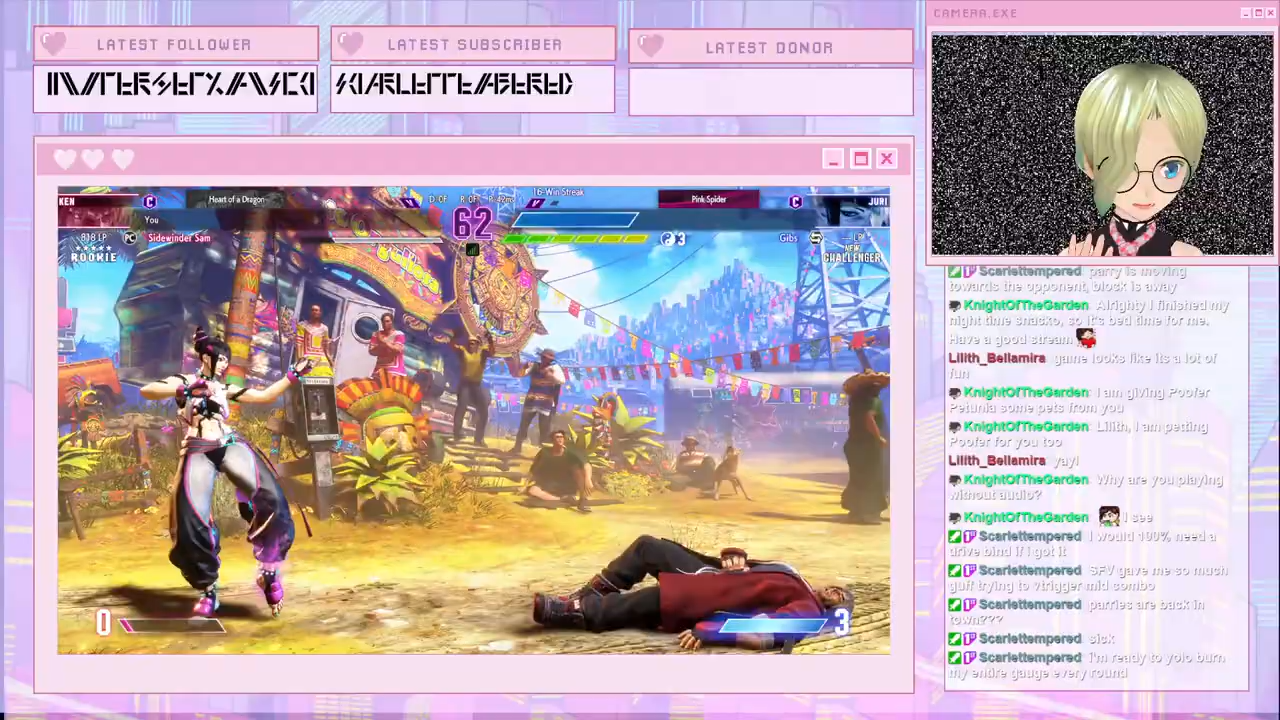 CAMERA.EXE
LATEST FOLLOWER
LATEST SUBSCRIBER
LATEST DONOR
SCARLETTEMPERED
KEN
C
Heart of a Dragon
16-Win Streak
Pink Spider
C
JURI
You
62
818 LP
Sidewinder Sam
3
Gibs
ROOKIE
NEW
CHALLENGER
0
3
Scarlettempered parry is moving
towards the opponent, block is away
KnightOfTheGarden Alrighty I finished my
night time snacko, so it's bed time for me.
Have a good stream
Lilith_Bellamira game looks like its a lot of
fun
KnightOfTheGarden I am giving Poofer
Petunia some pets from you
KnightOfTheGarden Lilith, I am petting
Poofer for you too
Lilith_Bellamira yay!
KnightOfTheGarden Why are you playing
without audio?
KnightOfTheGarden I see
Scarlettempered I would 100% need a
drive bind if i got it
Scarlettempered SFV gave me so much
guff trying to vtrigger mid combo
Scarlettempered parries are back in
town???
Scarlettempered sick
Scarlettempered i'm ready to yolo burn
my entire gauge every round